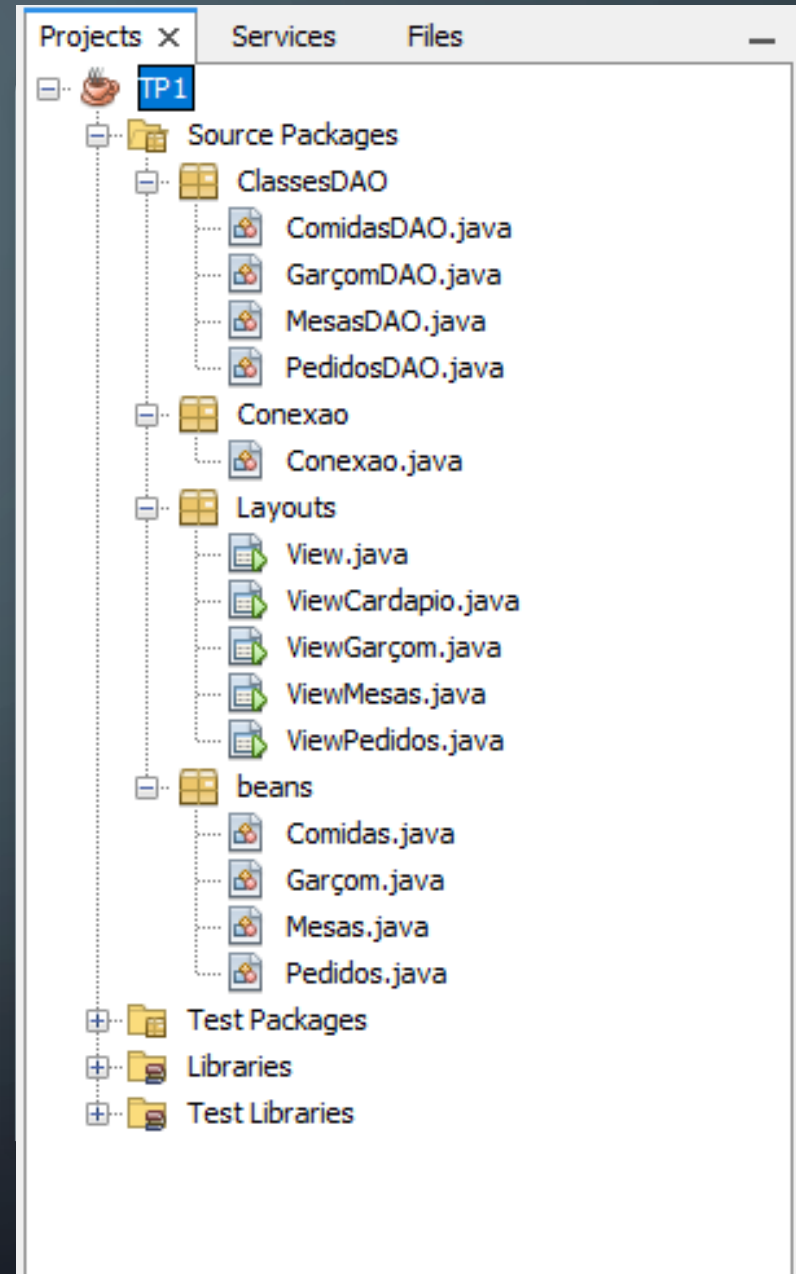 Projects Services Files
TP1
Source Packages
ClassesDAO
ComidasDAO.java
GarçomDAO.java
MesasDAO.java
PedidosDAO.java
Conexao
Conexao.java
Layouts
View.java
ViewCardapio.java
ViewGarçom.java
ViewMesas.java
ViewPedidos.java
beans
Comidas.java
Garçom.java
Mesas.java
Pedidos.java
Test Packages
Libraries
Test Libraries